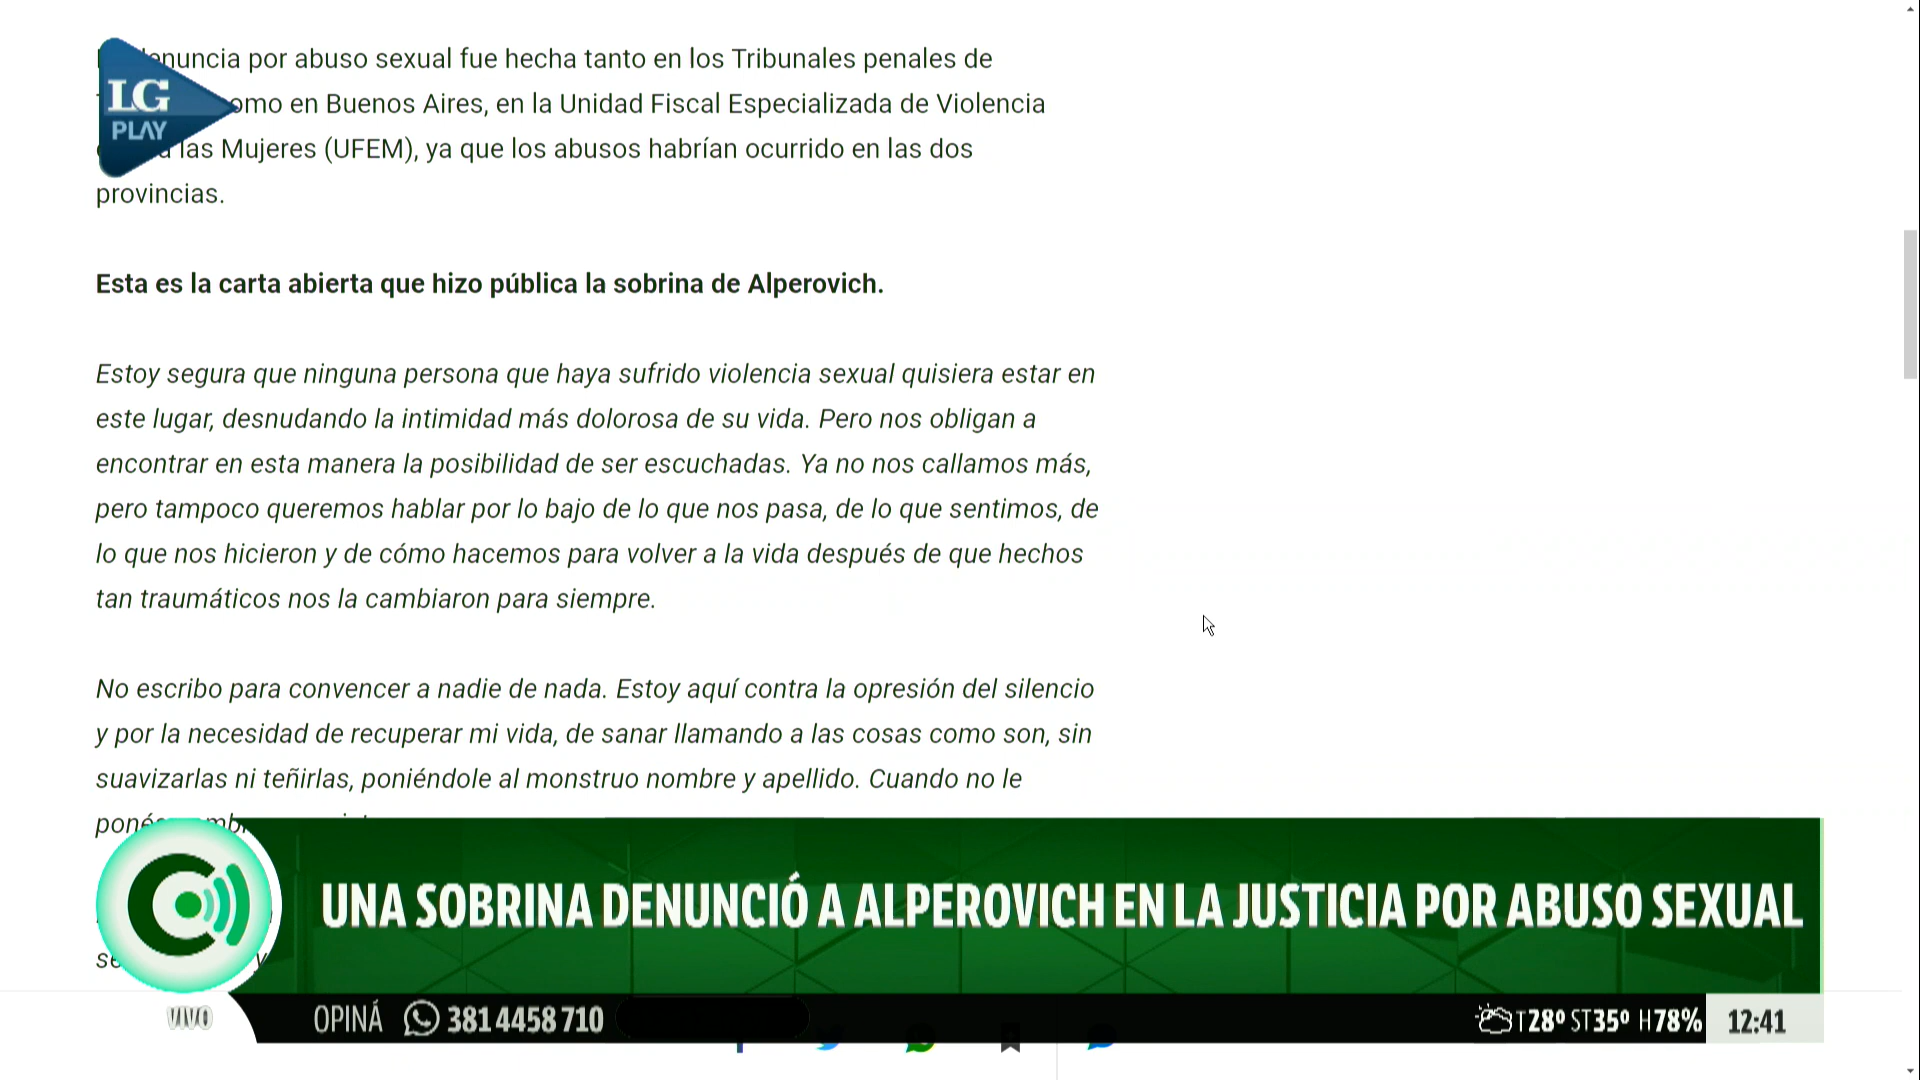 denuncia por abuso sexual fue hecha tanto en los Tribunales penales de
LG
como en Buenos Aires, en la Unidad Fiscal Especializada de Violencia
PLAY
las Mujeres (UFEM), ya que los abusos habrían ocurrido en las dos
provincias.
Esta es la carta abierta que hizo pública la sobrina de Alperovich.
Estoy segura que ninguna persona que haya sufrido violencia sexual quisiera estar en
este lugar, desnudando la intimidad más dolorosa de su vida. Pero nos obligan a
encontrar en esta manera la posibilidad de ser escuchadas. Ya no nos callamos más,
pero tampoco queremos hablar por lo bajo de lo que nos pasa, de lo que sentimos, de
lo que nos hicieron y de cómo hacemos para volver a la vida después de que hechos
tan traumáticos nos la cambiaron para siempre.
No escribo para convencer a nadie de nada. Estoy aquí contra la opresión del silencio
y por la necesidad de recuperar mi vida, de sanar llamando a las cosas como son, sin
suavizarlas ni teñirlas, poniéndole al monstruo nombre y apellido. Cuando no le
UNA SOBRINA DENUNCIÓ A ALPEROVICH EN LA JUSTICIA POR ABUSO SEXUAL
VIVO
OPINÁ 381 4458 710
T28° ST35° H78% 12:41